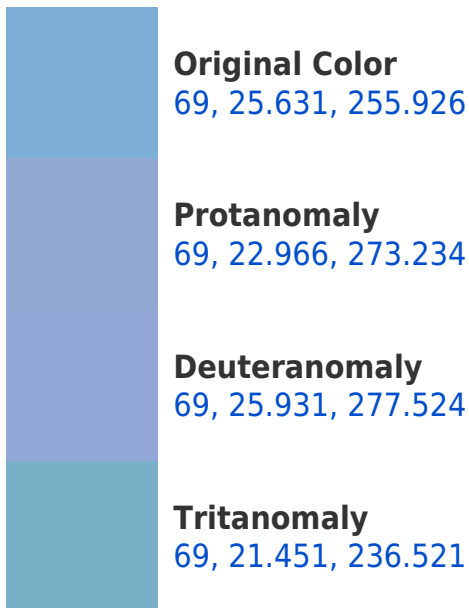 Original Color
69, 25.631, 255.926
Protanomaly
69, 22.966, 273.234
Deuteranomaly
69, 25.931, 277.524
Tritanomaly
69, 21.451, 236.521